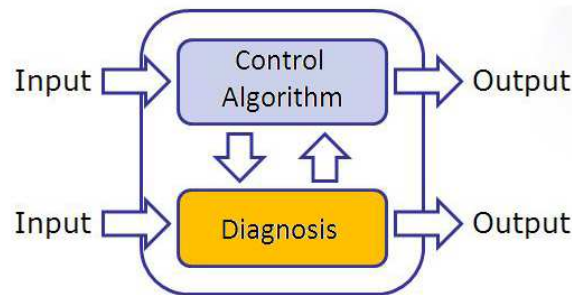 Input
Control
Algorithm
Output
Input
Diagnosis
Output